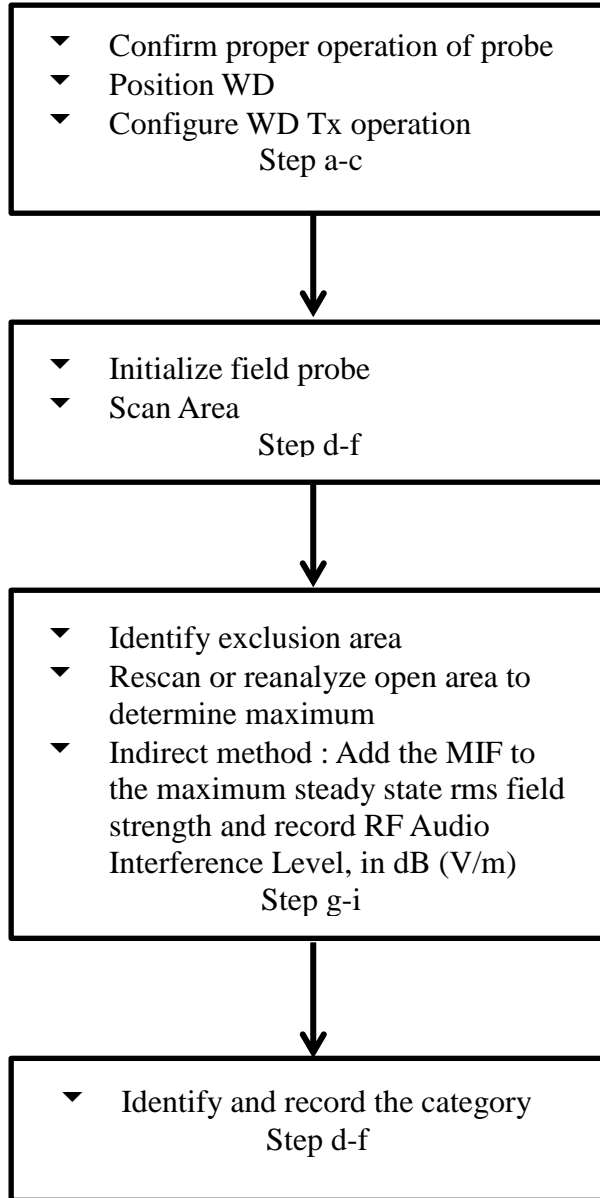 Confirm proper operation of probe
Position WD
Configure WD Tx operation
Step a-c
Initialize field probe
Scan Area
Step d-f
Identify exclusion area
Rescan or reanalyze open area to
determine maximum
Indirect method : Add the MIF to
the maximum steady state rms field
strength and record RF Audio
Interference Level, in dB (V/m)
Step g-i
Identify and record the category
Step d-f